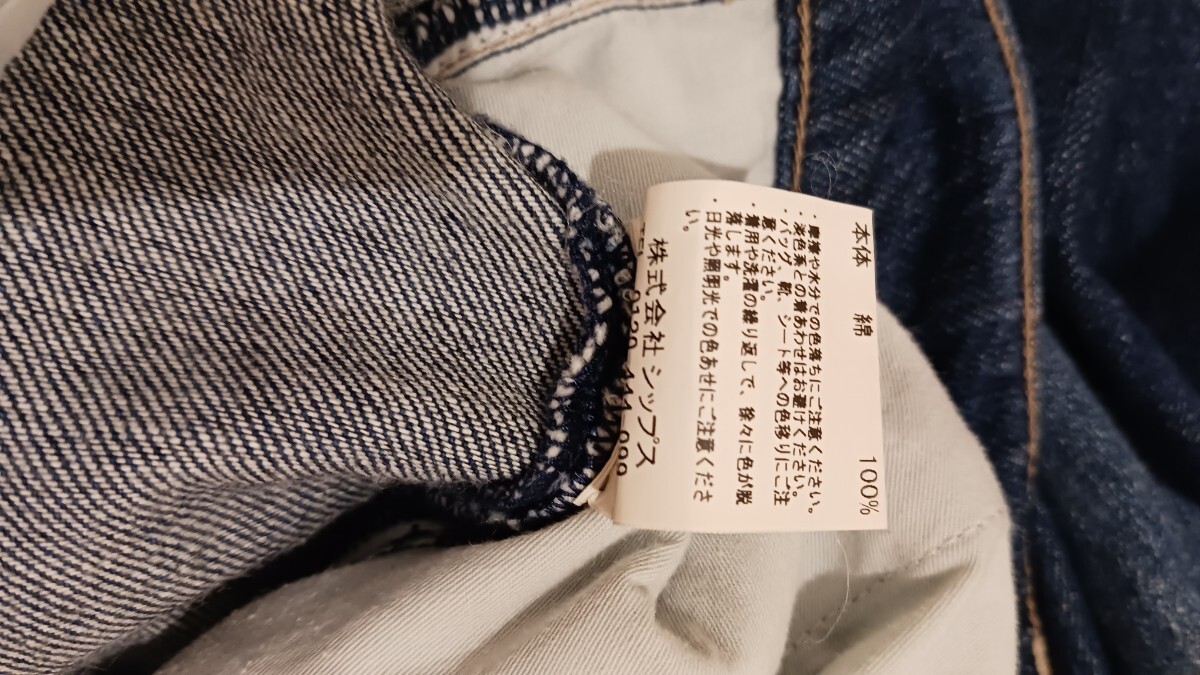 本体 綿 100%
・摩擦や水分での色落ちにご注意ください。
・淡色系との着あわせはお避けください。
・バッグ、靴、シート等への色移りにご注
意ください。
・着用や洗濯の繰り返しで、徐々に色が脱
落します。
・日光や照明光での色あせにご注意くださ
い。
株式会社 シップス